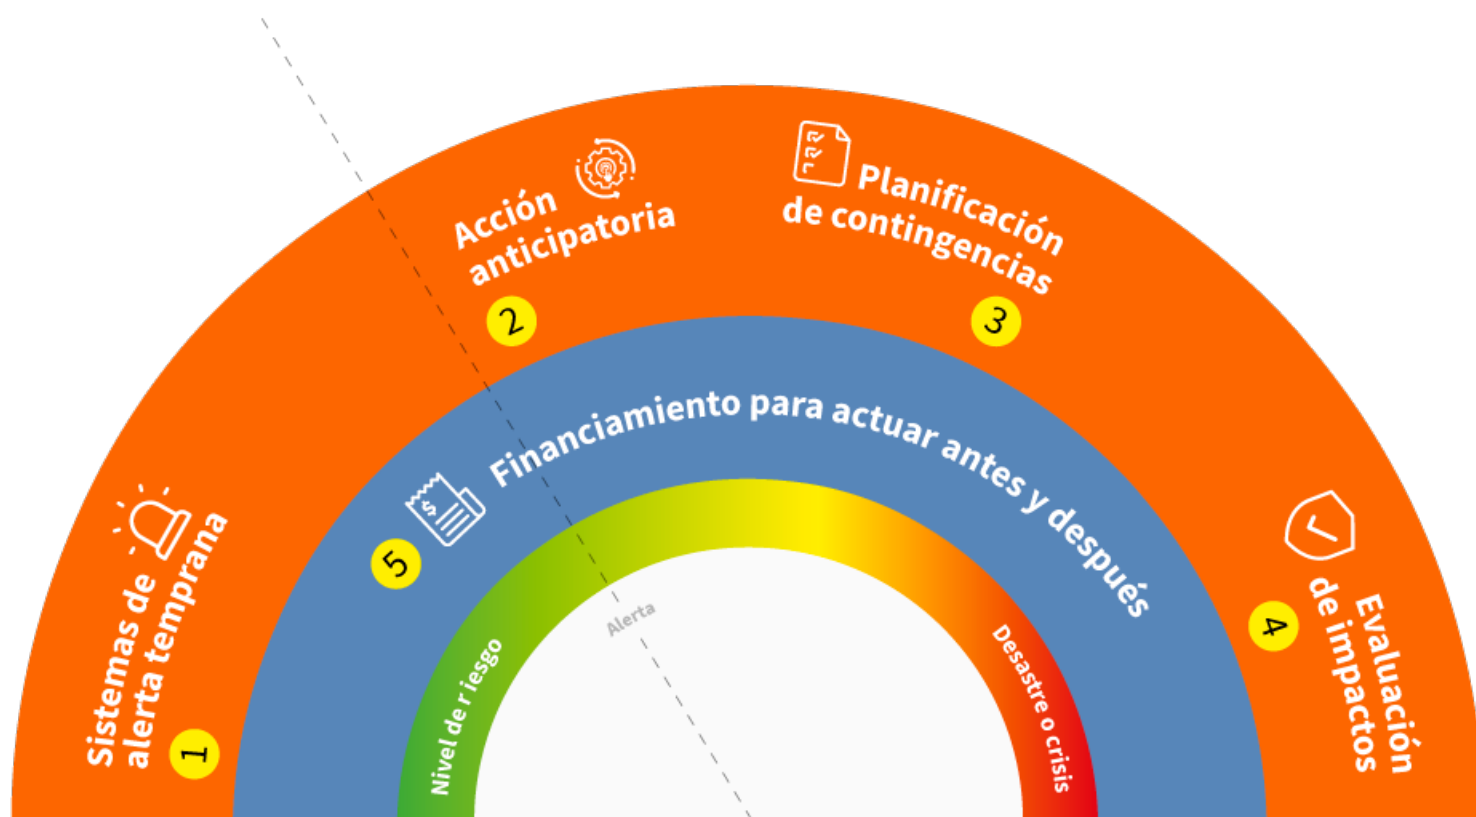 Sistemas de
alerta temprana
1
Acción
anticipatoria
2
Planificación
de contingencias
3
Evaluación
de impactos
4
5
Financiamiento para actuar antes y después
Nivel de r iesgo
Alerta
Desastre o crisis